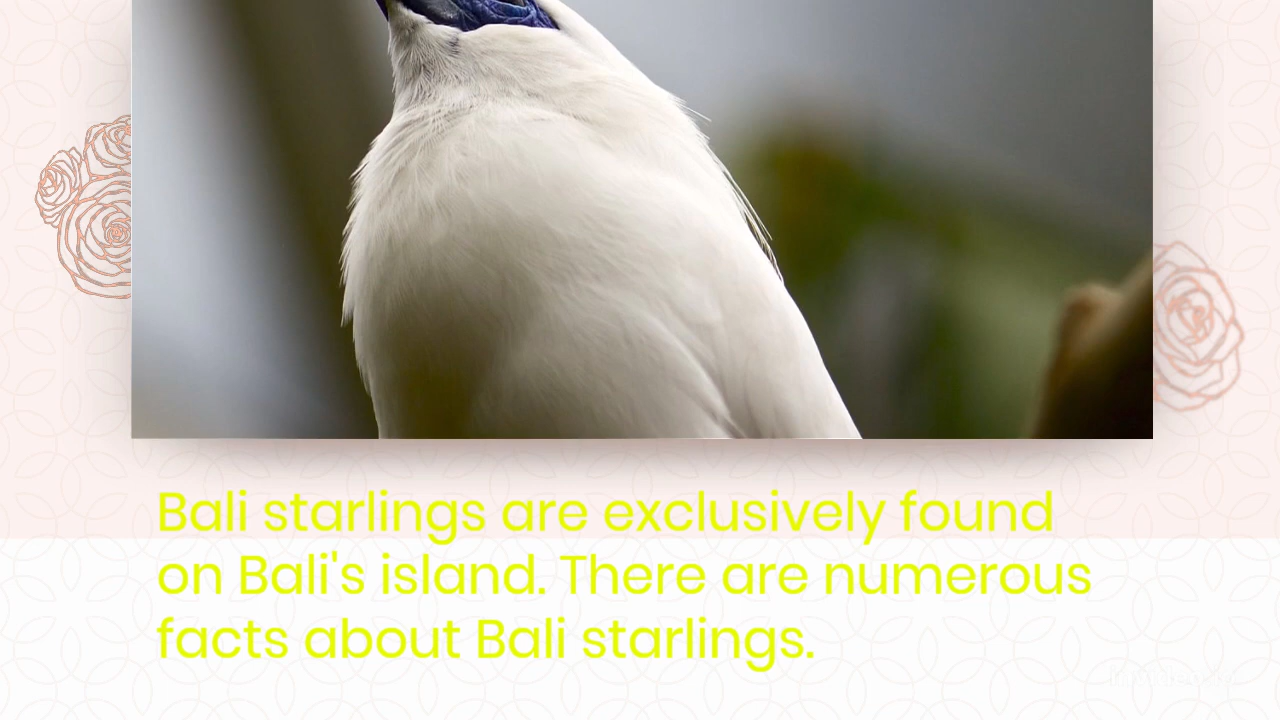 Bali starlings are exclusively found
on Bali's island. There are numerous
facts about Bali starlings.